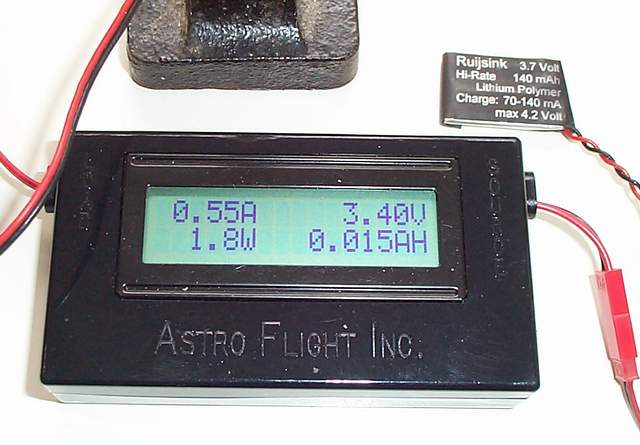 Ruijsink 3.7 Volt
Hi-Rate 140 mAh
Lithium Polymer
Charge: 70-140 mA
max 4.2 Volt
SOURCE
0.55A 3.40V
1.8W 0.015AH
ASTRO FLIGHT INC.